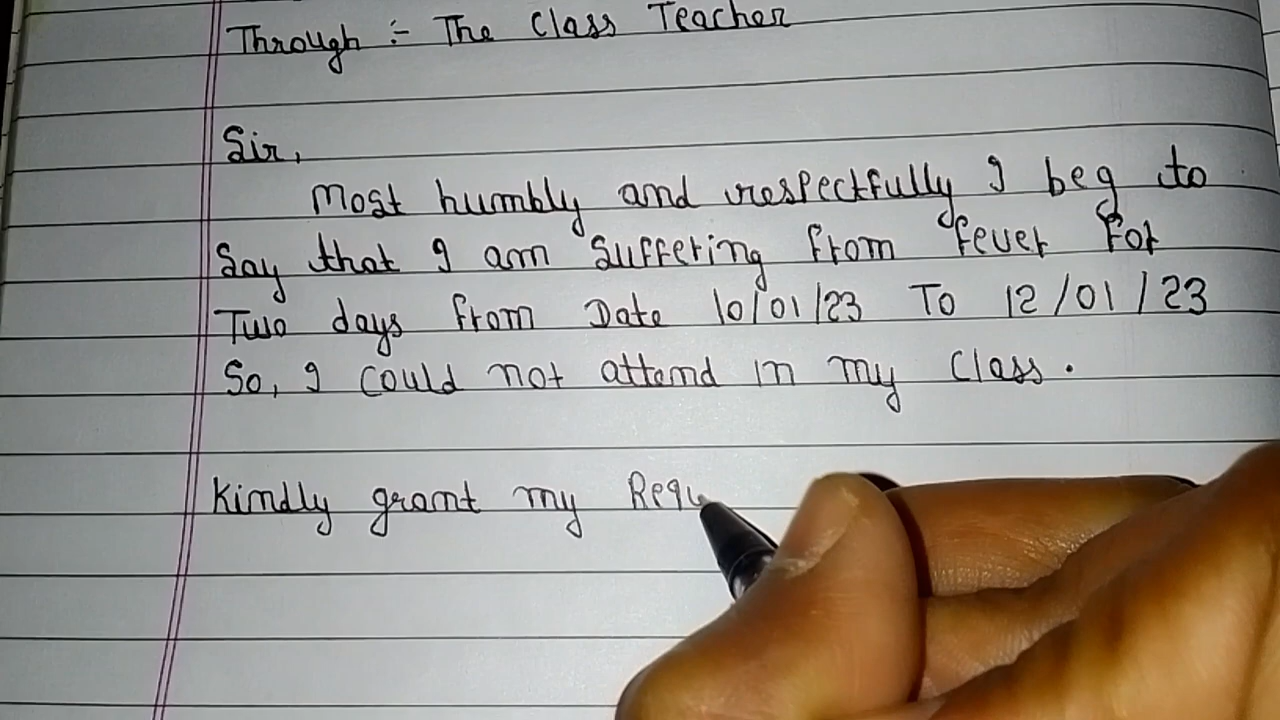 Through :- The Class Teacher
Sir,
Most humbly and respectfully I beg to
Say that I am Suffering from fever For
Two days from Date 10/01/23 To 12/01/23
So, I could not attend in my Class.
Kindly grant my Requ